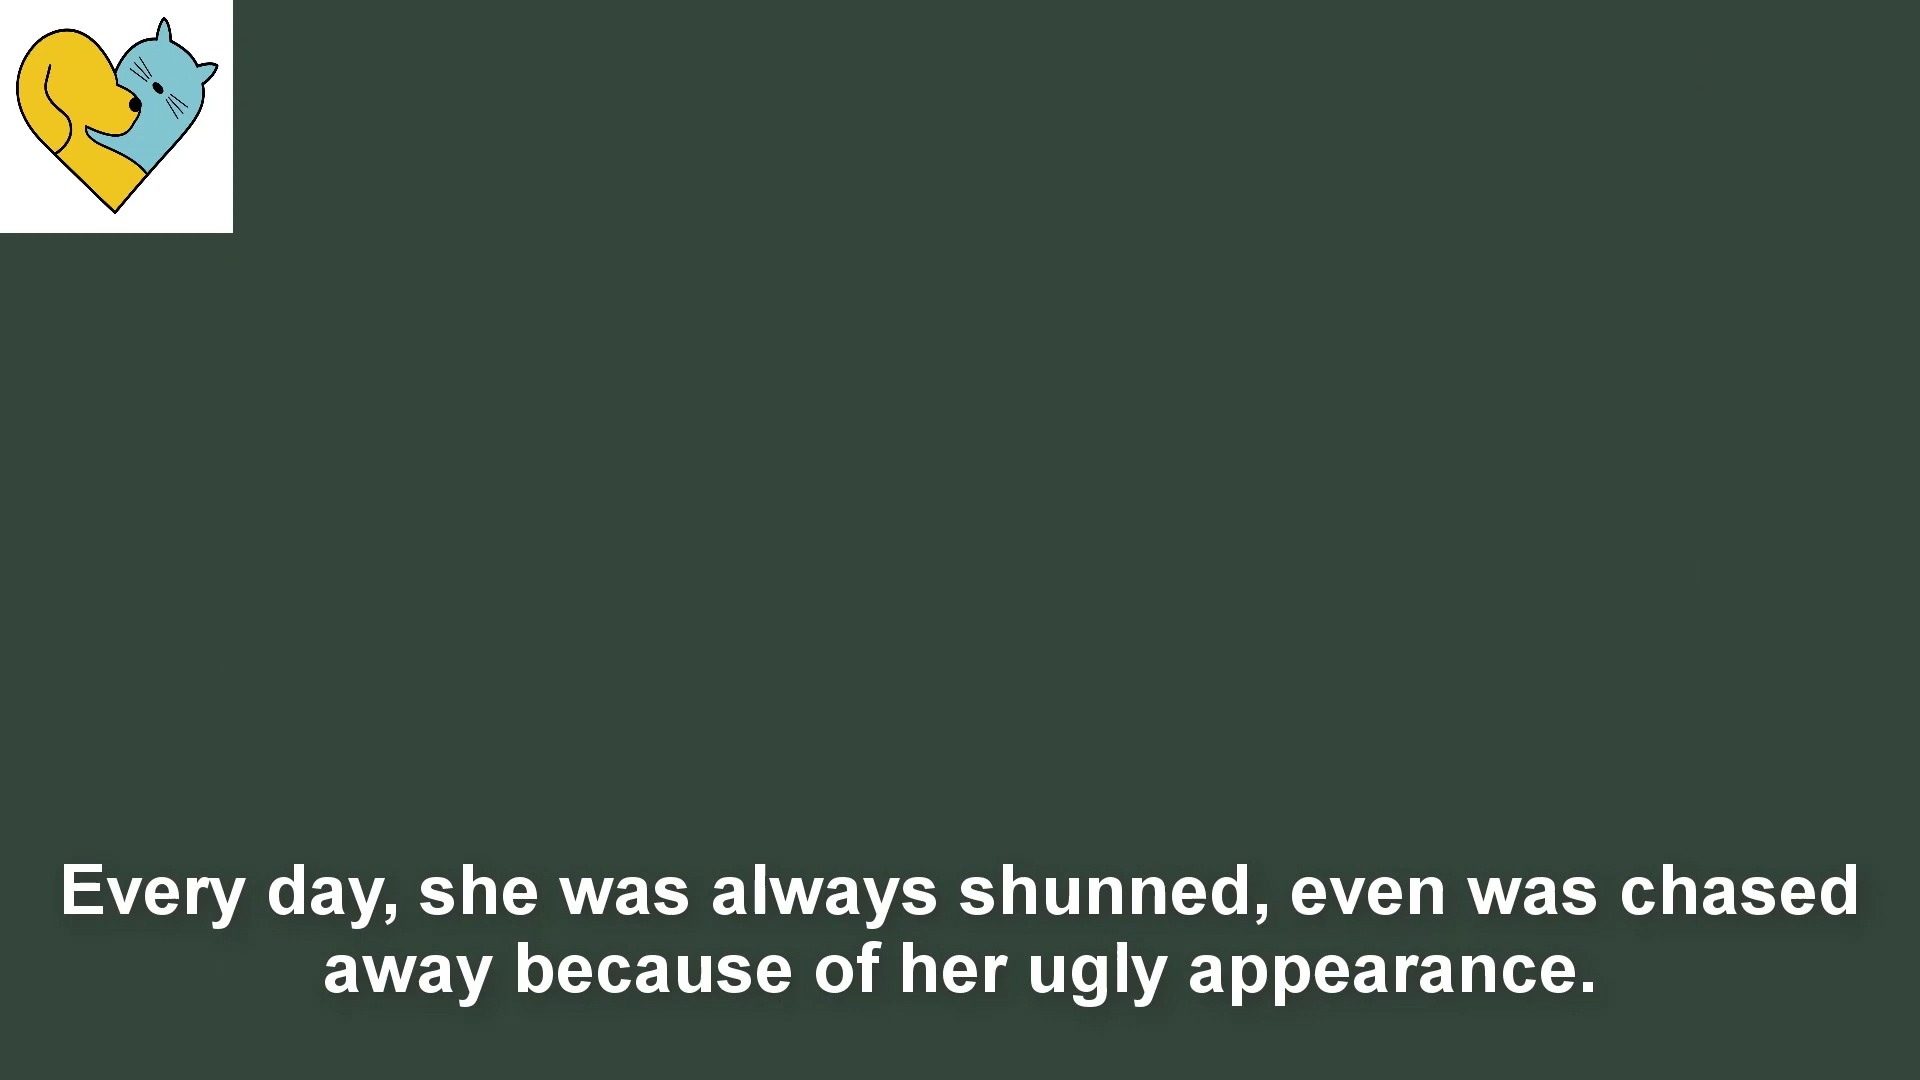 Every day, she was always shunned, even was chased
away because of her ugly appearance.